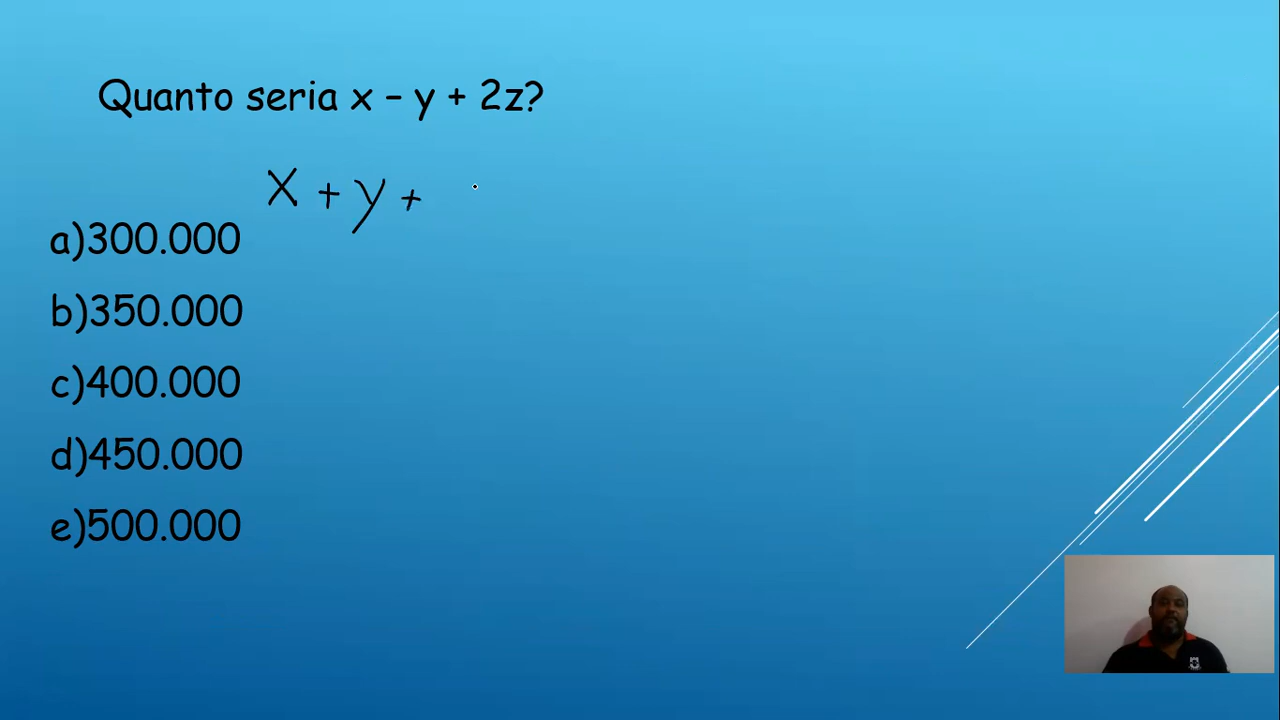 Quanto seria x – y + 2z?
X + y +
a)300.000
b)350.000
c)400.000
d)450.000
e)500.000